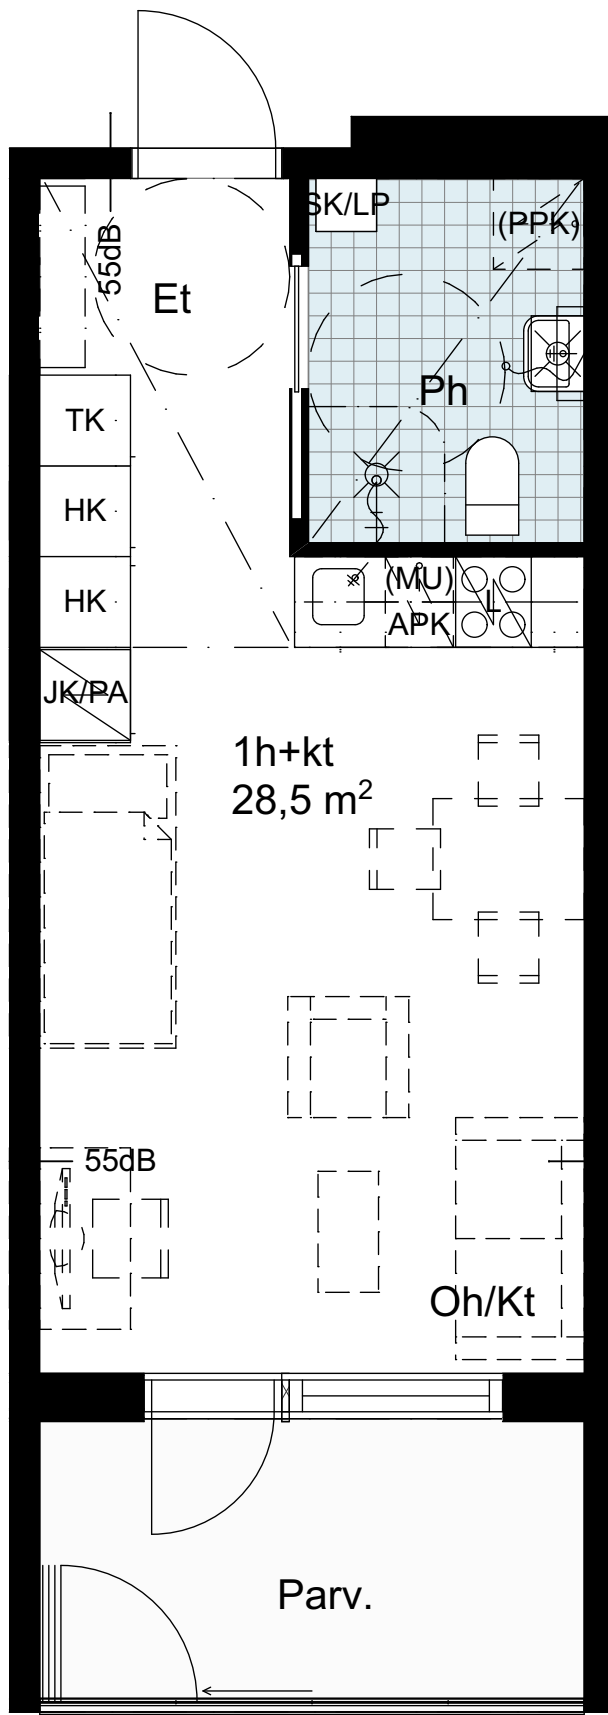 55dB
Et
SK/LP
(PPK)
Ph
TK
HK
HK
JK/PA
(MU)
APK
L
1h+kt
28,5 m²
55dB
Oh/Kt
Parv.